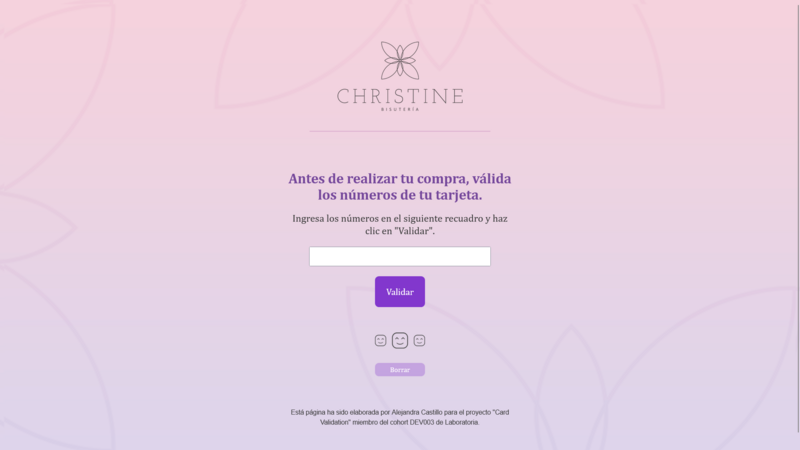 CHRISTINE
BISUTERÍA
Antes de realizar tu compra, válida
los números de tu tarjeta.
Ingresa los números en el siguiente recuadro y haz
clic en "Validar".
Validar
Borrar
Está página ha sido elaborada por Alejandra Castillo para el proyecto "Card
Validation" miembro del cohort DEV003 de Laboratoria.